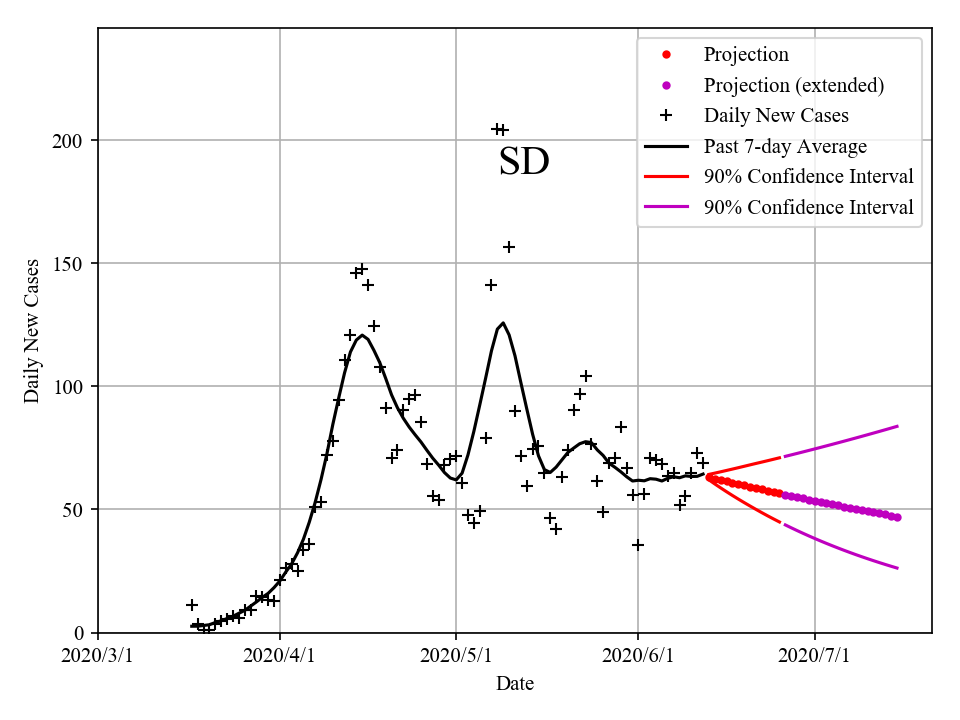 Projection
Projection (extended)
Daily New Cases
Past 7-day Average
90% Confidence Interval
90% Confidence Interval
SD
200
150
100
50
0
2020/3/1 2020/4/1 2020/5/1 2020/6/1 2020/7/1
Date
Daily New Cases